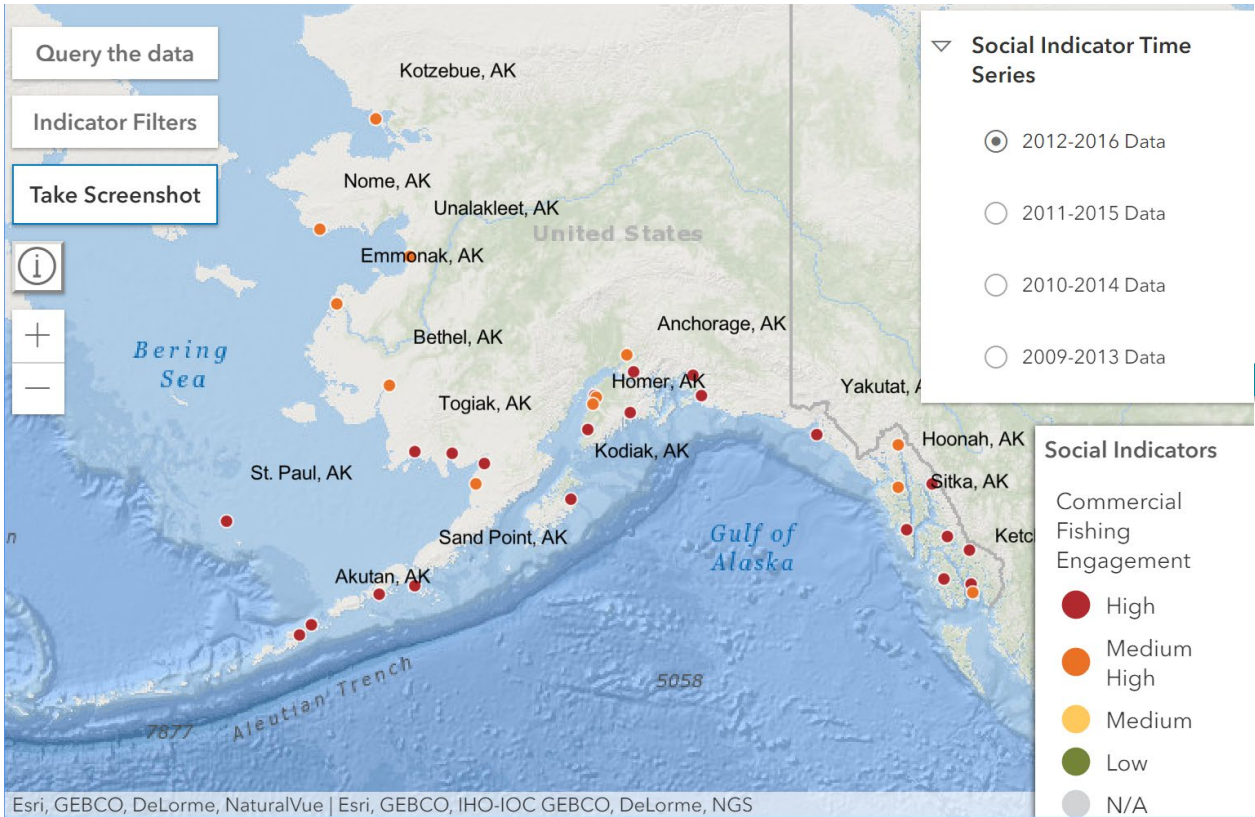 Query the data
Indicator Filters
Take Screenshot
i
+
−
Kotzebue, AK
Nome, AK
Unalakleet, AK
United States
Emmonak, AK
Bering
Sea
Bethel, AK
Anchorage, AK
Homer, AK
Yakutat, A
Togiak, AK
Hoonah, AK
Kodiak, AK
St. Paul, AK
Sitka, AK
n
Sand Point, AK
Gulf of
Alaska
Ketc
Akutan, AK
5058
Aleutian Trench
7877
Social Indicator Time
Series
2012-2016 Data
2011-2015 Data
2010-2014 Data
2009-2013 Data
Social Indicators
Commercial
Fishing
Engagement
High
Medium
High
Medium
Low
N/A
Esri, GEBCO, DeLorme, NaturalVue | Esri, GEBCO, IHO-IOC GEBCO, DeLorme, NGS